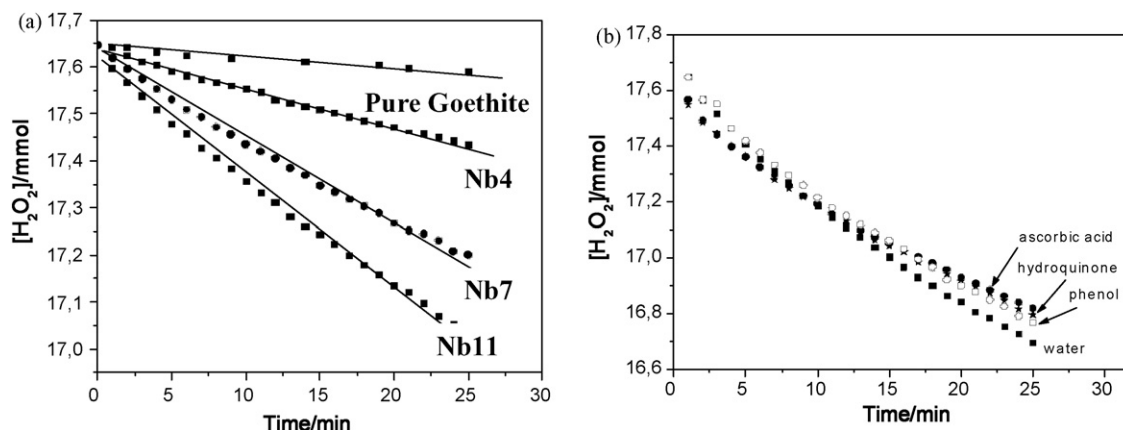 (a)
17,7
17,6
17,5
17,4
17,3
17,2
17,1
17,0
[H₂O₂]/mmol
Pure Goethite
Nb4
Nb7
Nb11
0 5 10 15 20 25 30
Time/min
(b)
17,8
17,6
17,4
17,2
17,0
16,8
16,6
[H₂O₂]/mmol
ascorbic acid
hydroquinone
phenol
water
0 5 10 15 20 25 30
Time/min